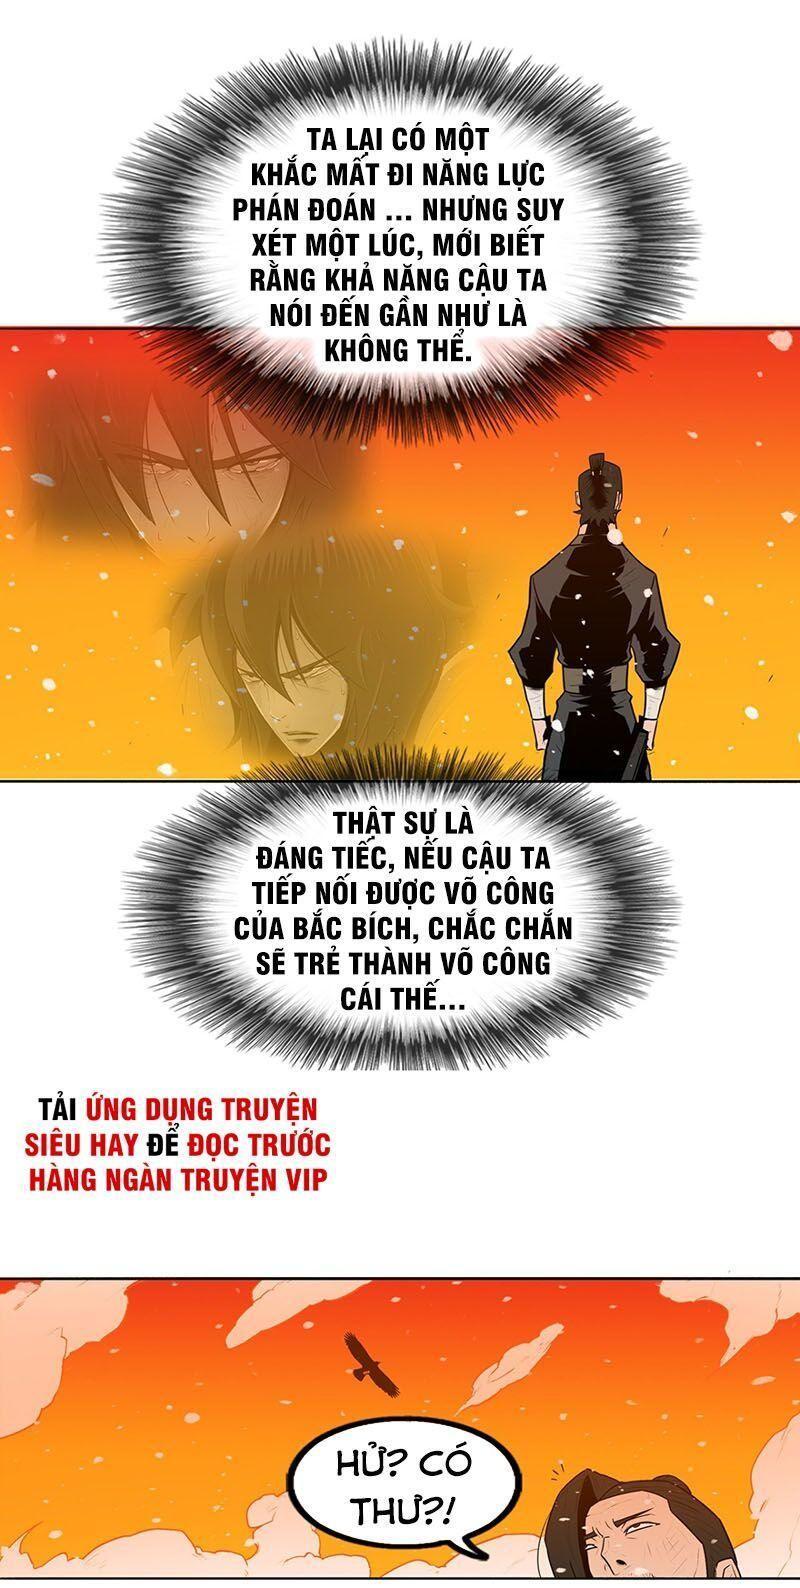 TA LẠI CÓ MỘT
KHẮC MẤT ĐI NĂNG LỰC
PHÁN ĐOÁN ... NHƯNG SUY
XÉT MỘT LÚC, MỚI BIẾT
RẰNG KHẢ NĂNG CẬU TA
NÓI ĐẾN GẦN NHƯ LÀ
KHÔNG THỂ.
THẬT SỰ LÀ
ĐÁNG TIẾC, NẾU CẬU TA
TIẾP NỐI ĐƯỢC VÕ CÔNG
CỦA BẮC BÍCH, CHẮC CHẮN
SẼ TRẺ THÀNH VÕ CÔNG
CÁI THẾ...
TẢI ỨNG DỤNG TRUYỆN
SIÊU HAY ĐỂ ĐỌC TRƯỚC
HÀNG NGÀN TRUYỆN VIP
HỬ? CÓ
THƯ?!